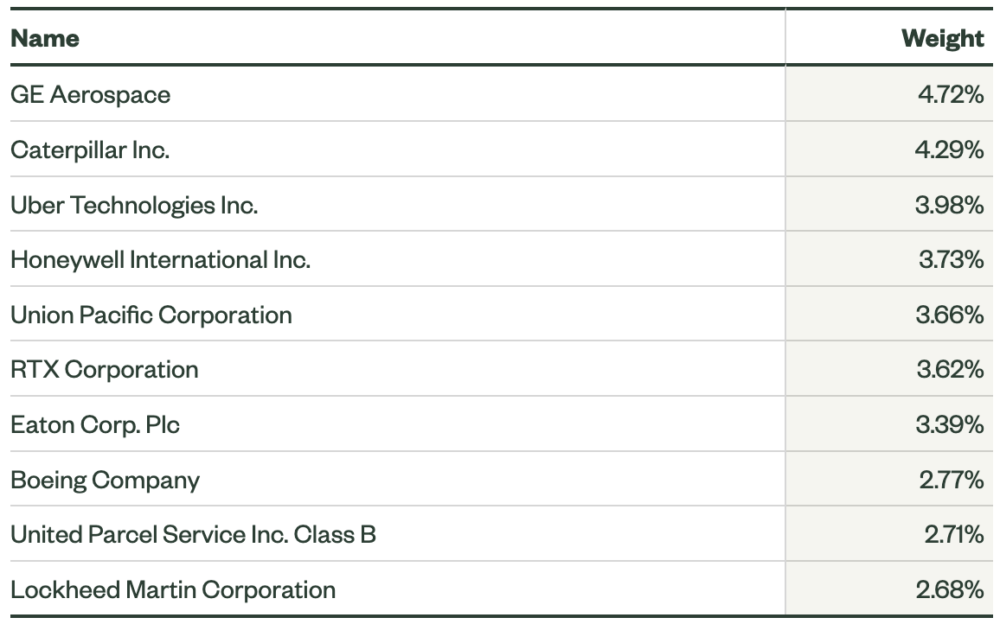 Name Weight
GE Aerospace 4.72%
Caterpillar Inc. 4.29%
Uber Technologies Inc. 3.98%
Honeywell International Inc. 3.73%
Union Pacific Corporation 3.66%
RTX Corporation 3.62%
Eaton Corp. Plc 3.39%
Boeing Company 2.77%
United Parcel Service Inc. Class B 2.71%
Lockheed Martin Corporation 2.68%